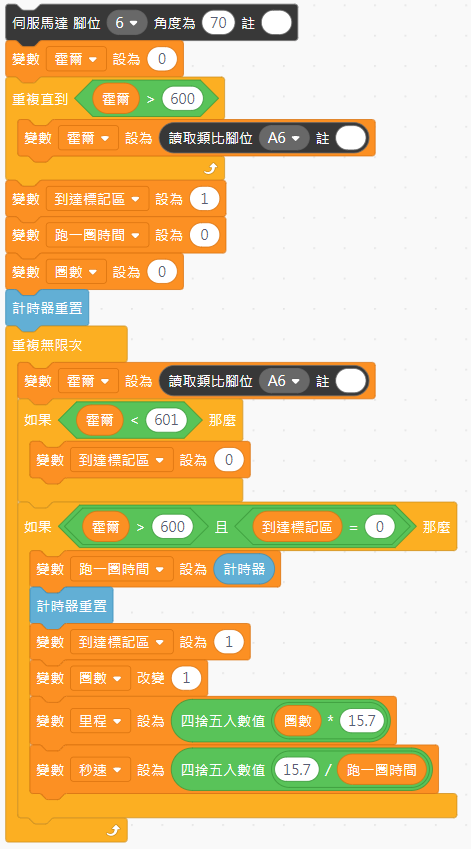 伺服馬達 腳位 6 角度為 70 註
變數 霍爾 設為 0
重複直到 霍爾 > 600
變數 霍爾 設為 讀取類比腳位 A6 註
變數 到達標記區 設為 1
變數 跑一圈時間 設為 0
變數 圈數 設為 0
計時器重置
重複無限次
變數 霍爾 設為 讀取類比腳位 A6 註
如果 霍爾 < 601 那麼
變數 到達標記區 設為 0
如果 霍爾 > 600 且 到達標記區 = 0 那麼
變數 跑一圈時間 設為 計時器
計時器重置
變數 到達標記區 設為 1
變數 圈數 改變 1
變數 里程 設為 四捨五入數值 圈數 * 15.7
變數 秒速 設為 四捨五入數值 15.7 / 跑一圈時間